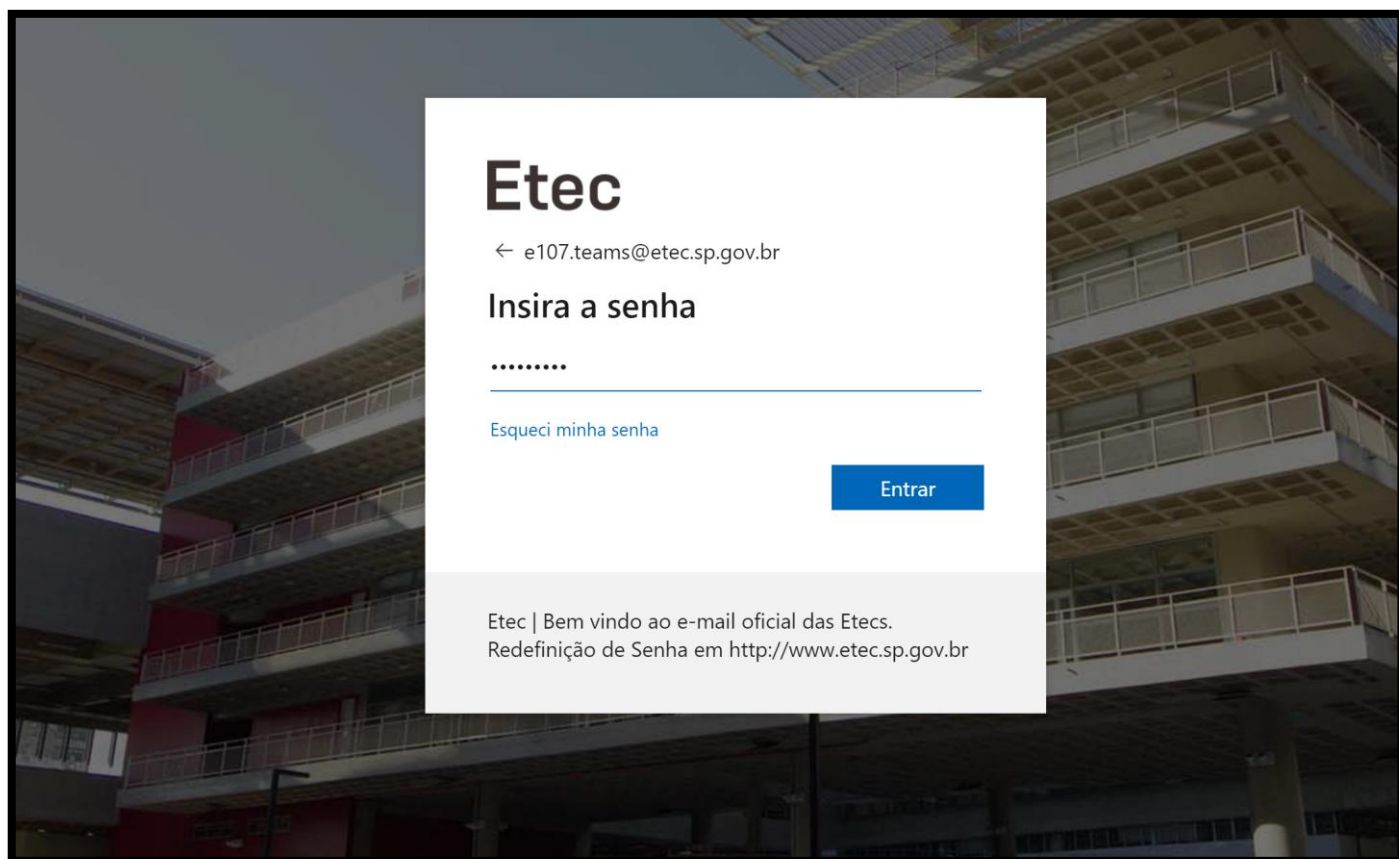 Etec
← e107.teams@etec.sp.gov.br
Insira a senha
•••••••••
Esqueci minha senha
Entrar
Etec | Bem vindo ao e-mail oficial das Etecs.
Redefinição de Senha em http://www.etec.sp.gov.br